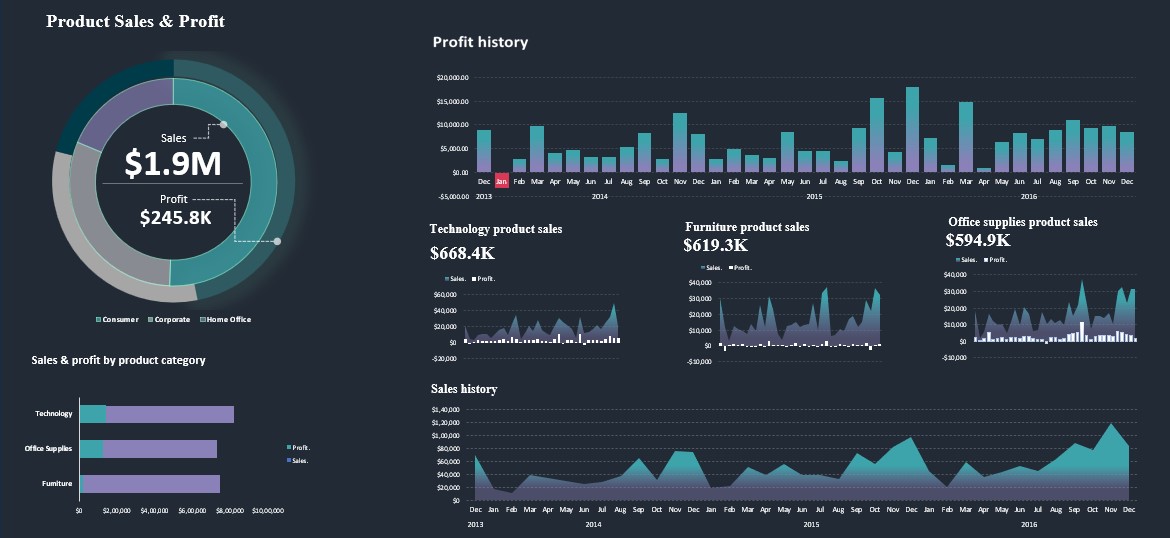 Product Sales & Profit
Sales
$1.9M
Profit
$245.8K
Consumer Corporate Home Office
Sales & profit by product category
Technology
Office Supplies
Furniture
$0 $2,00,000 $4,00,000 $6,00,000 $8,00,000 $10,00,000
Profit.
Sales.
Profit history
$20,000.00
$15,000.00
$10,000.00
$5,000.00
$0.00
-$5,000.00
Dec Jan Feb Mar Apr May Jun Jul Aug Sep Oct Nov Dec Jan Feb Mar Apr May Jun Jul Aug Sep Oct Nov Dec Jan Feb Mar Apr May Jun Jul Aug Sep Oct Nov Dec
2013 2014 2015 2016
Technology product sales
$668.4K
Sales. Profit.
$60,000
$40,000
$20,000
$0
-$20,000
Furniture product sales
$619.3K
Sales. Profit.
$40,000
$30,000
$20,000
$10,000
$0
-$10,000
Office supplies product sales
$594.9K
Sales. Profit.
$40,000
$30,000
$20,000
$10,000
$0
-$10,000
Sales history
$1,40,000
$1,20,000
$1,00,000
$80,000
$60,000
$40,000
$20,000
$0
Dec Jan Feb Mar Apr May Jun Jul Aug Sep Oct Nov Dec Jan Feb Mar Apr May Jun Jul Aug Sep Oct Nov Dec Jan Feb Mar Apr May Jun Jul Aug Sep Oct Nov Dec
2013 2014 2015 2016